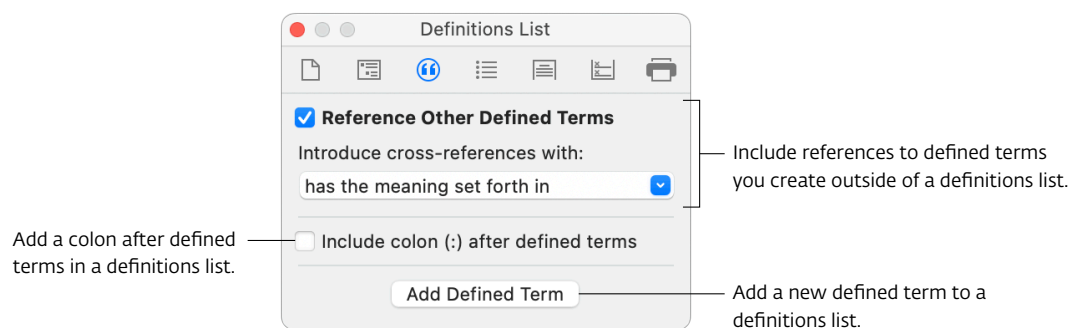 Definitions List
Reference Other Defined Terms
Introduce cross-references with:
has the meaning set forth in
Include references to defined terms
you create outside of a definitions list.
Add a colon after defined
terms in a definitions list.
Include colon (:) after defined terms
Add Defined Term
Add a new defined term to a
definitions list.